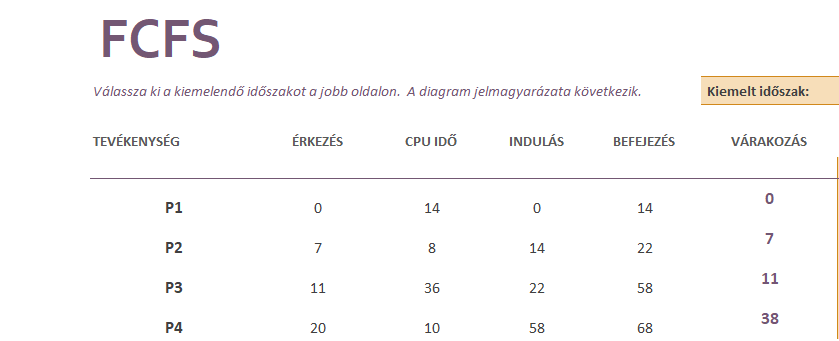 FCFS
Válassza ki a kiemelendő időszakot a jobb oldalon. A diagram jelmagyarázata következik.
Kiemelt időszak:
TEVÉKENYSÉG ÉRKEZÉS CPU IDŐ INDULÁS BEFEJEZÉS VÁRAKOZÁS
P1 0 14 0 14 0
P2 7 8 14 22 7
P3 11 36 22 58 11
P4 20 10 58 68 38